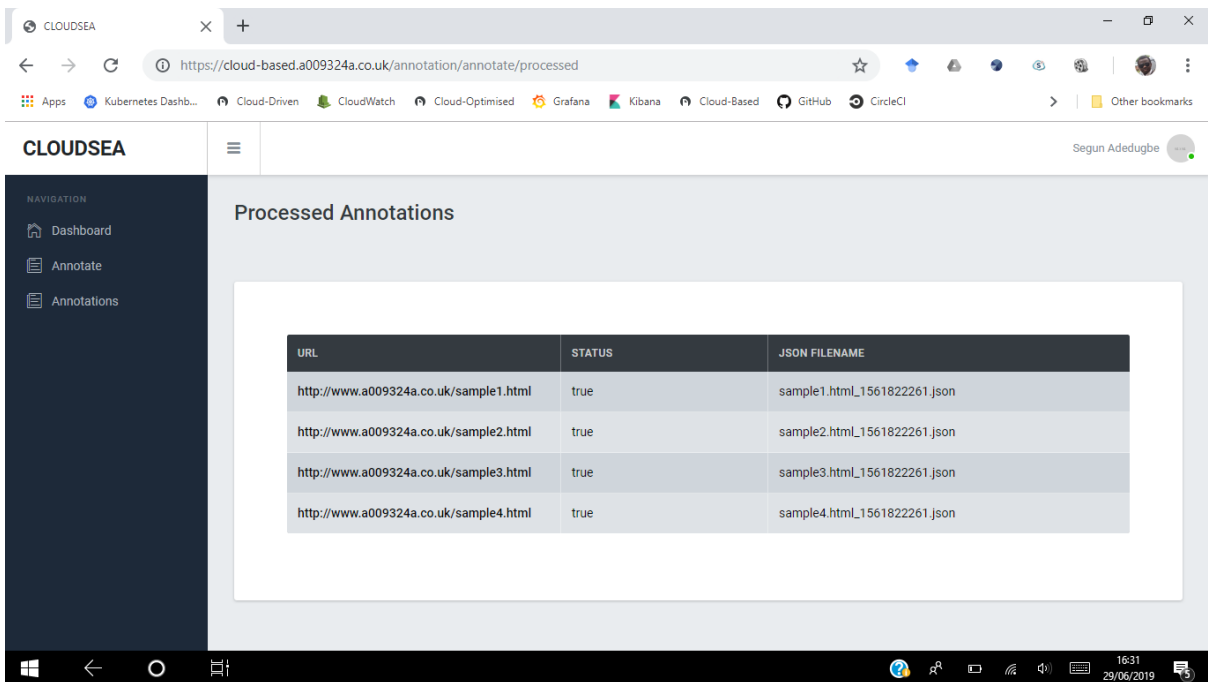 CLOUDSEA
https://cloud-based.a009324a.co.uk/annotation/annotate/processed
Apps Kubernetes Dashb... Cloud-Driven CloudWatch Cloud-Optimised Grafana Kibana Cloud-Based GitHub CircleCI Other bookmarks
CLOUDSEA Segun Adedugbe
NAVIGATION
Dashboard
Annotate
Annotations
Processed Annotations
URL STATUS JSON FILENAME
http://www.a009324a.co.uk/sample1.html true sample1.html_1561822261.json
http://www.a009324a.co.uk/sample2.html true sample2.html_1561822261.json
http://www.a009324a.co.uk/sample3.html true sample3.html_1561822261.json
http://www.a009324a.co.uk/sample4.html true sample4.html_1561822261.json
16:31
29/06/2019
5